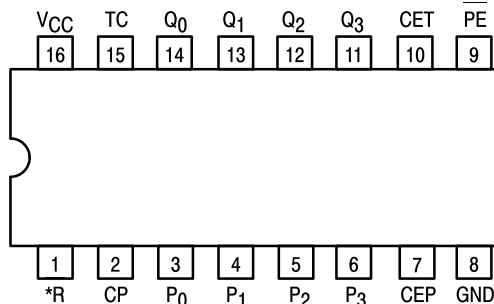 VCC TC Q0 Q1 Q2 Q3 CET PE
16 15 14 13 12 11 10 9
1 2 3 4 5 6 7 8
*R CP P0 P1 P2 P3 CEP GND